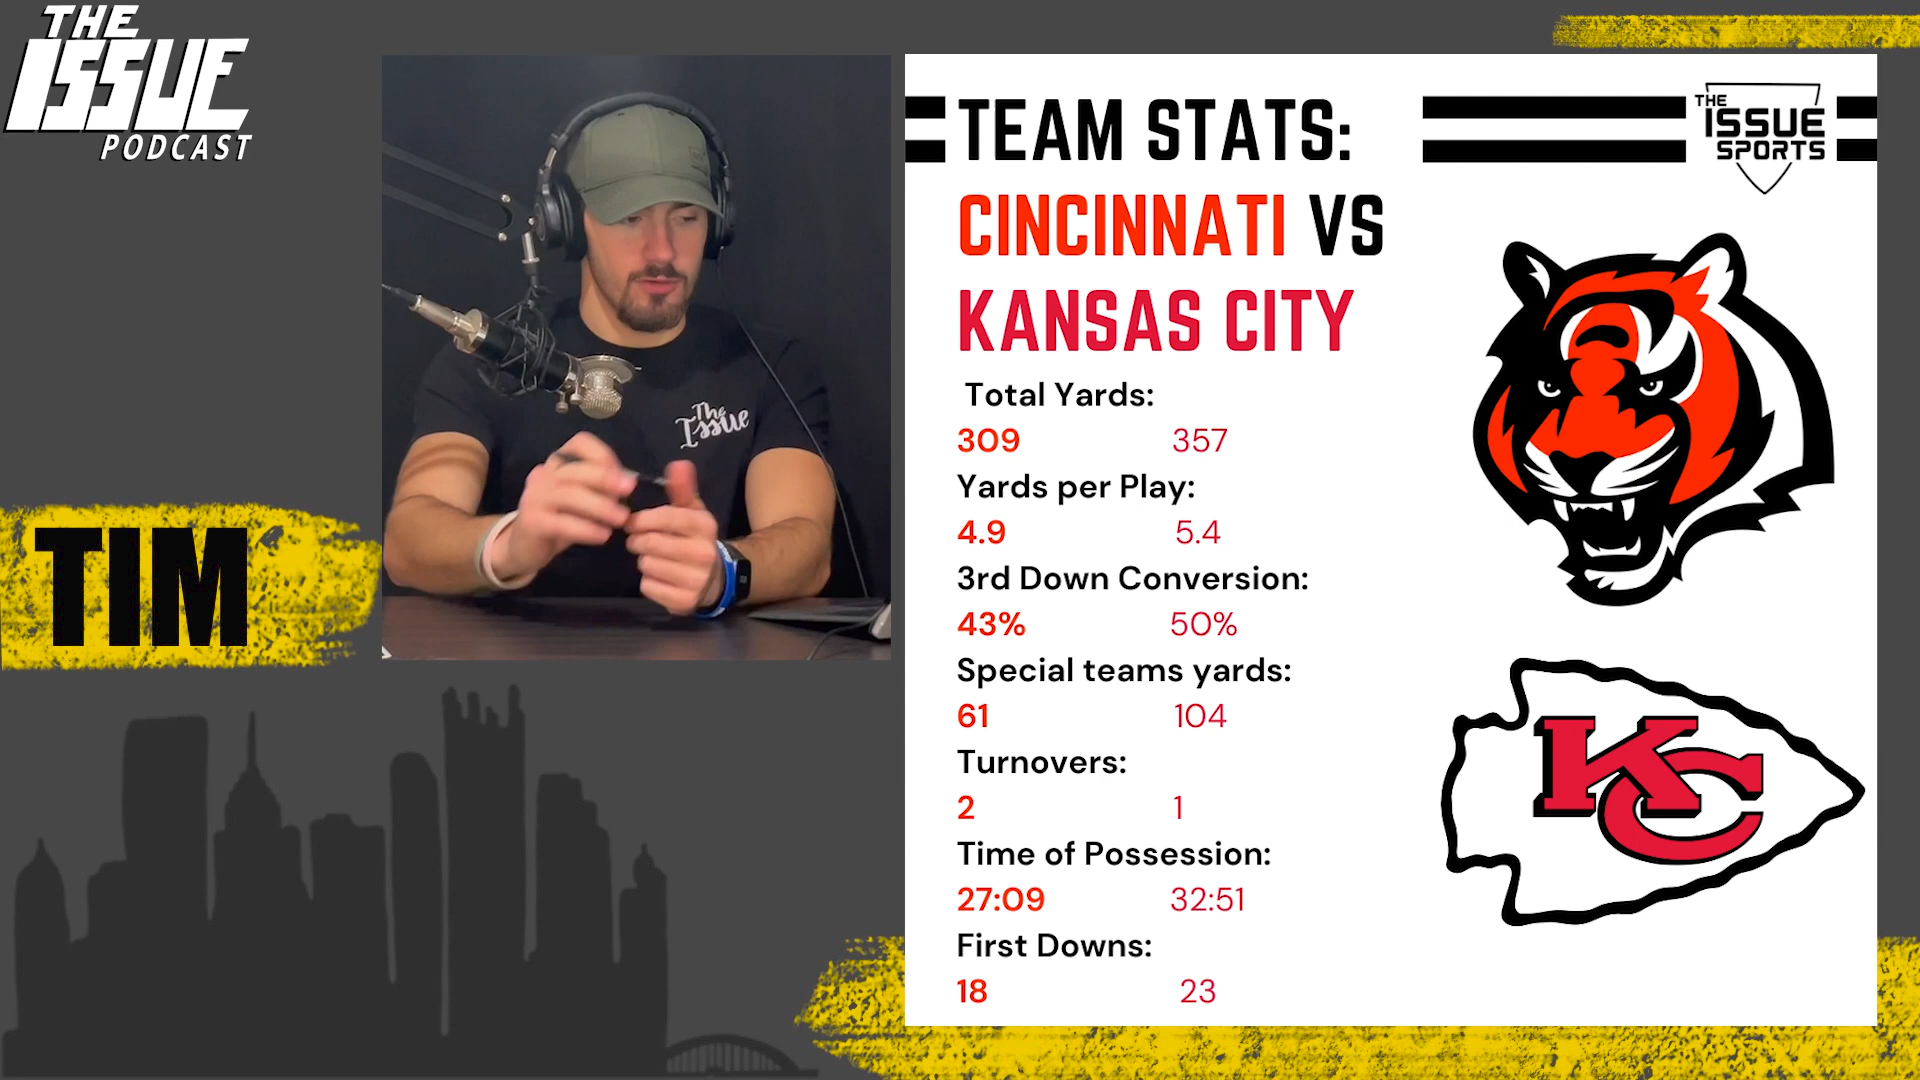 THE
ISSUE
PODCAST
TIM
The
Issue
TEAM STATS:
THE
ISSUE
SPORTS
CINCINNATI VS
KANSAS CITY
Total Yards:
309 357
Yards per Play:
4.9 5.4
3rd Down Conversion:
43% 50%
Special teams yards:
61 104
Turnovers:
2 1
Time of Possession:
27:09 32:51
First Downs:
18 23
KC